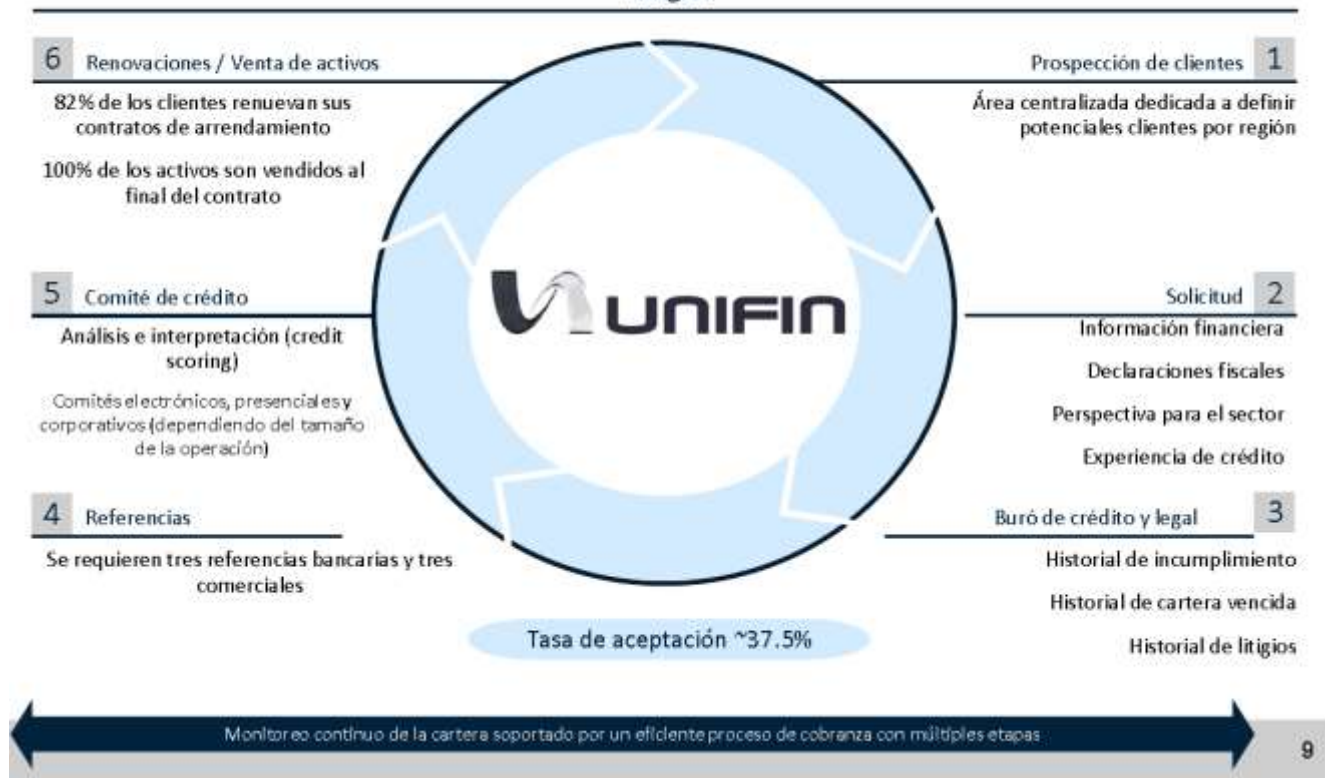 6 Renovaciones / Venta de activos
82% de los clientes renuevan sus
contratos de arrendamiento
100% de los activos son vendidos al
final del contrato
Prospección de clientes 1
Área centralizada dedicada a definir
potenciales clientes por región
5 Comité de crédito
Análisis e interpretación (credit
scoring)
Comités electrónicos, presenciales y
corporativos (dependiendo del tamaño
de la operación)
UNIFIN
Solicitud 2
Información financiera
Declaraciones fiscales
Perspectiva para el sector
Experiencia de crédito
4 Referencias
Se requieren tres referencias bancarias y tres
comerciales
Buró de crédito y legal 3
Historial de incumplimiento
Historial de cartera vencida
Historial de litigios
Tasa de aceptación ~37.5%
Monitoreo continuo de la cartera soportado por un eficiente proceso de cobranza con múltiples etapas
9